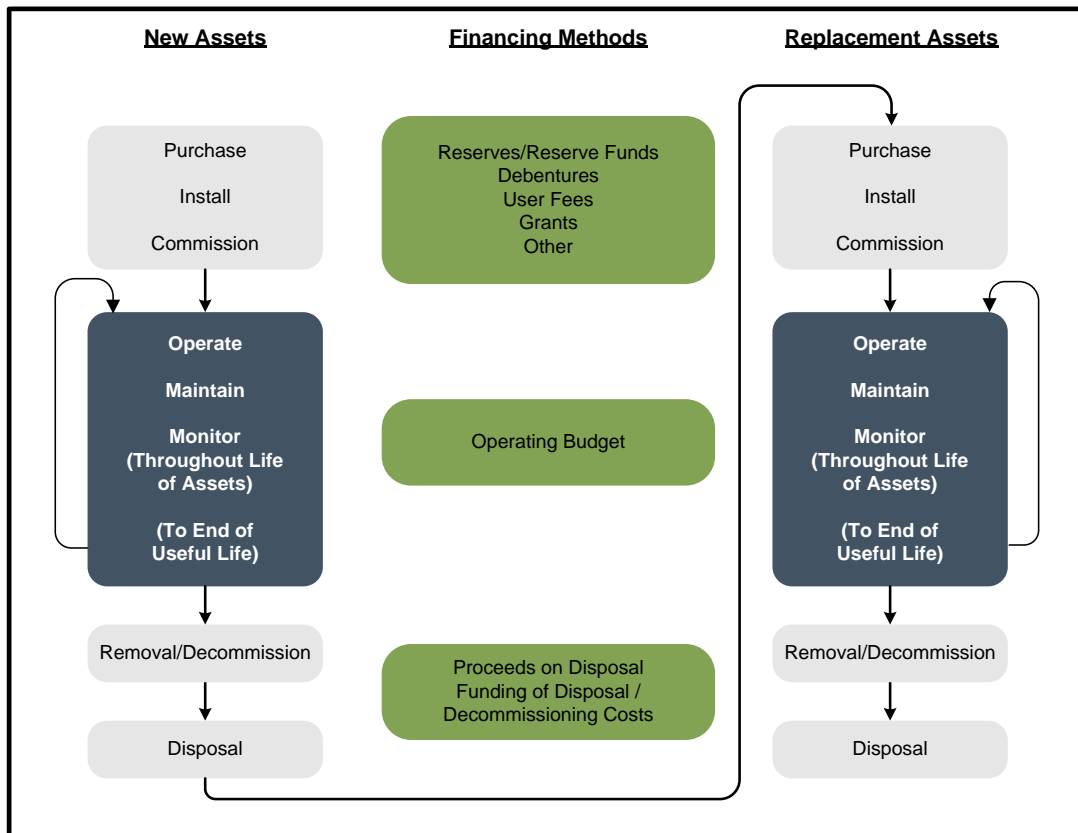 New Assets
Financing Methods
Replacement Assets
Purchase
Install
Commission
Operate
Maintain
Monitor
(Throughout Life
of Assets)
(To End of
Useful Life)
Removal/Decommission
Disposal
Reserves/Reserve Funds
Debentures
User Fees
Grants
Other
Operating Budget
Proceeds on Disposal
Funding of Disposal /
Decommissioning Costs
Purchase
Install
Commission
Operate
Maintain
Monitor
(Throughout Life
of Assets)
(To End of
Useful Life)
Removal/Decommission
Disposal